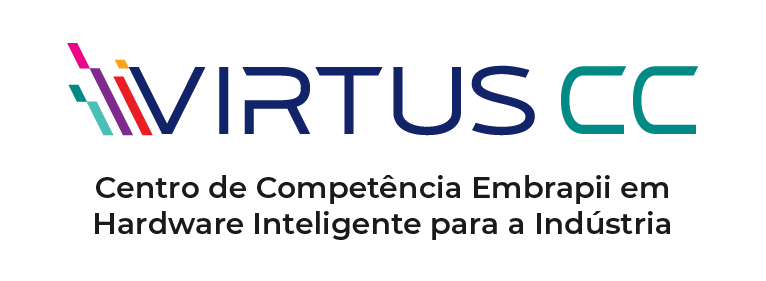 VIRTUS CC
Centro de Competência Embrapii em
Hardware Inteligente para a Indústria